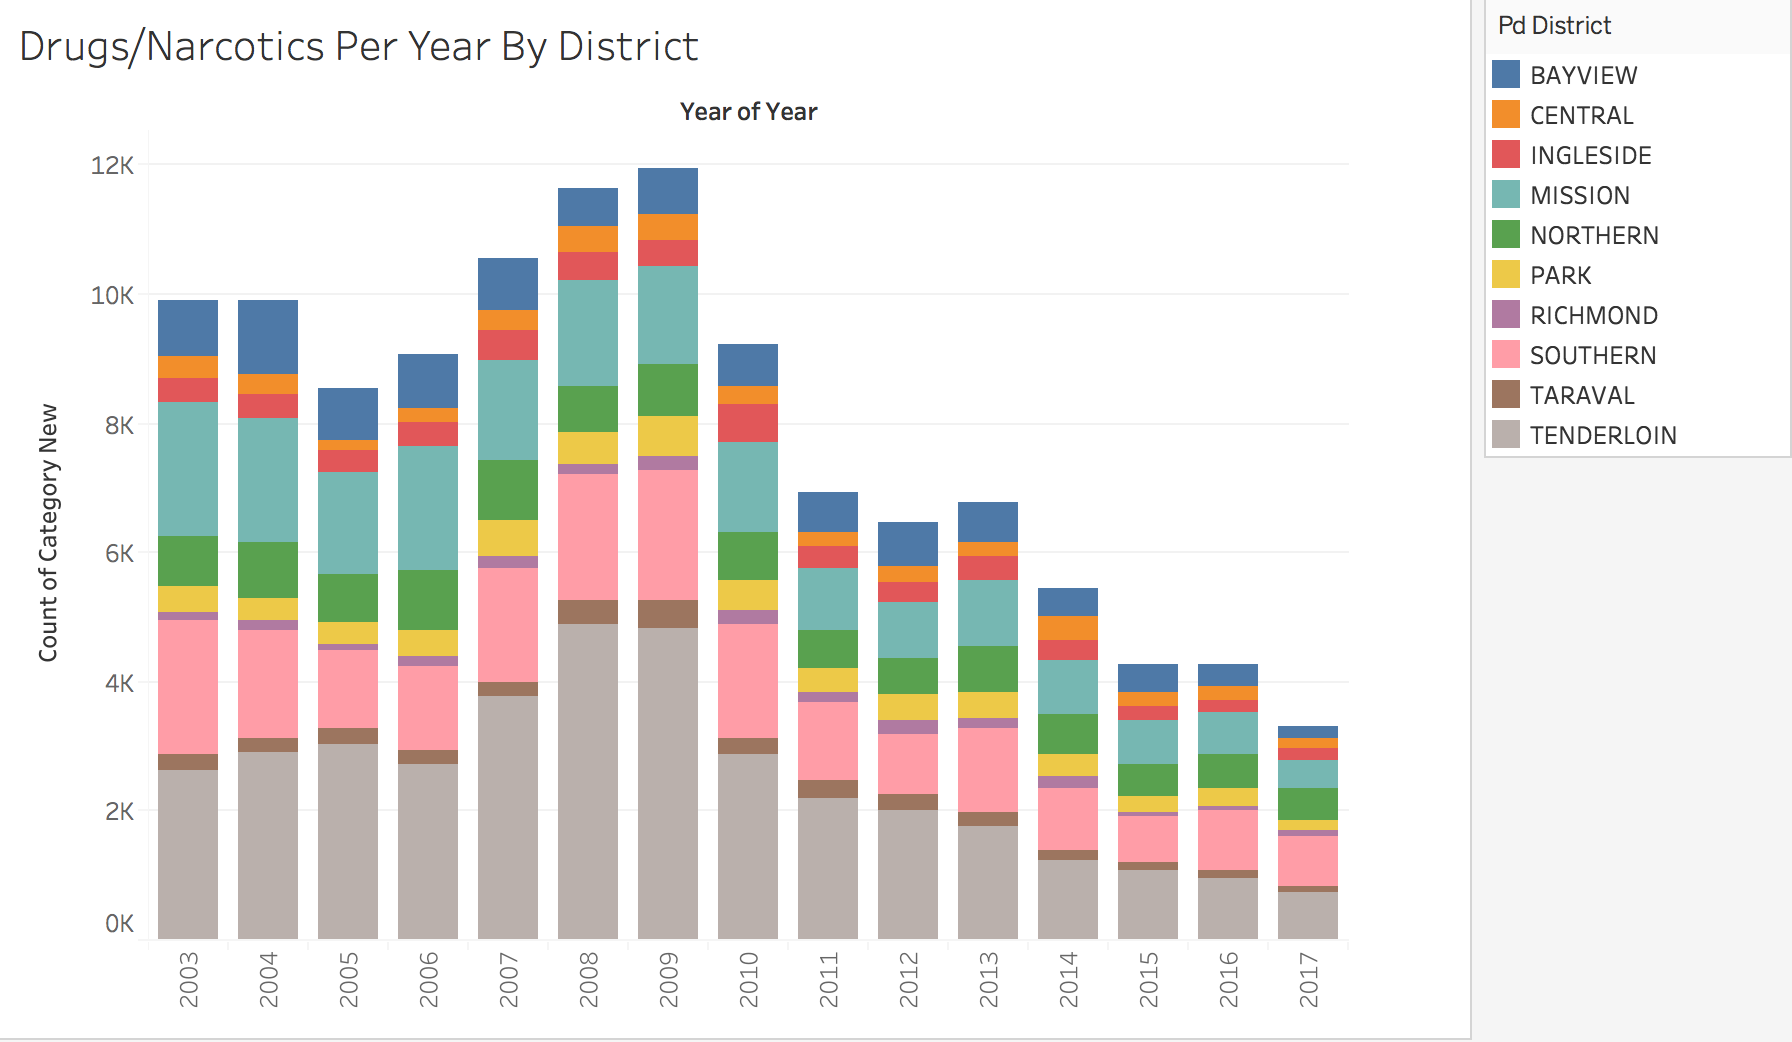 Drugs/Narcotics Per Year By District
Year of Year
12K
10K
8K
6K
4K
2K
0K
Count of Category New
2003
2004
2005
2006
2007
2008
2009
2010
2011
2012
2013
2014
2015
2016
2017
Pd District
BAYVIEW
CENTRAL
INGLESIDE
MISSION
NORTHERN
PARK
RICHMOND
SOUTHERN
TARAVAL
TENDERLOIN